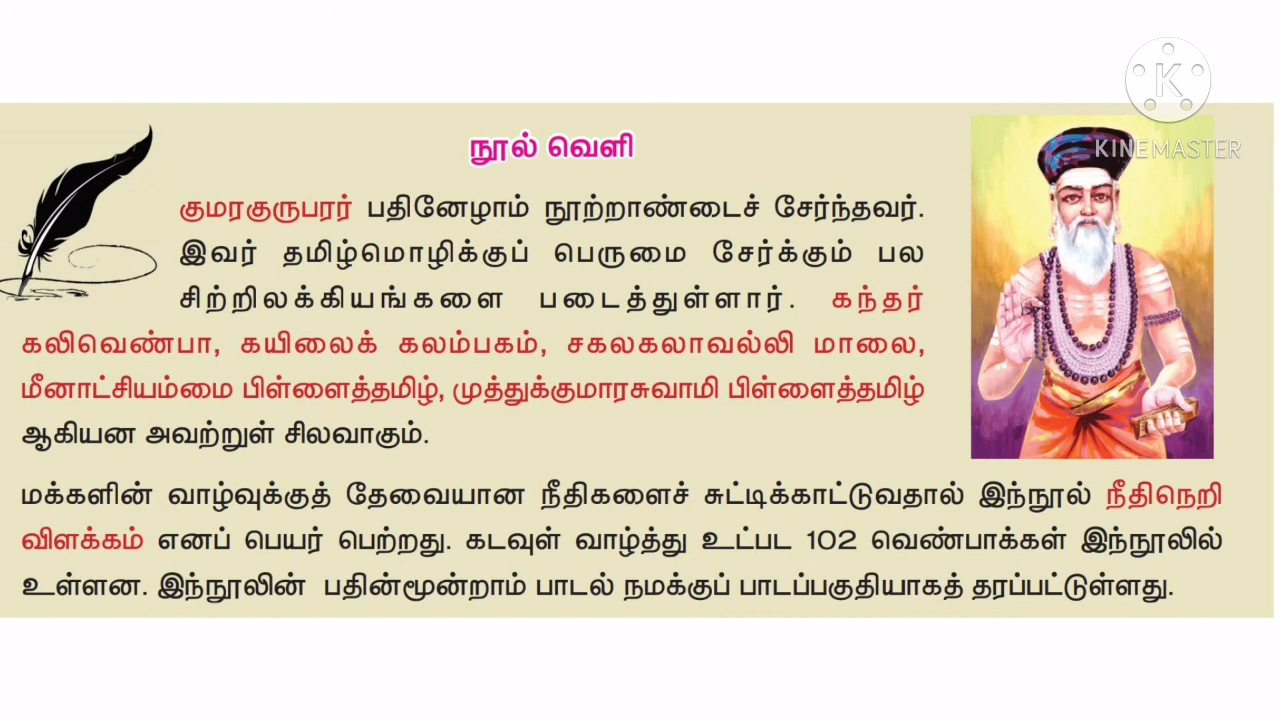 நூல் வெளி
குமரகுருபரர் பதினேழாம் நூற்றாண்டைச் சேர்ந்தவர்.
இவர் தமிழ்மொழிக்குப் பெருமை சேர்க்கும் பல
சிற்றிலக்கியங்களை படைத்துள்ளார். கந்தர்
கலிவெண்பா, கயிலைக் கலம்பகம், சகலகலாவல்லி மாலை,
மீனாட்சியம்மை பிள்ளைத்தமிழ், முத்துக்குமாரசுவாமி பிள்ளைத்தமிழ்
ஆகியன அவற்றுள் சிலவாகும்.
மக்களின் வாழ்வுக்குத் தேவையான நீதிகளைச் சுட்டிக்காட்டுவதால் இந்நூல் நீதிநெறி
விளக்கம் எனப் பெயர் பெற்றது. கடவுள் வாழ்த்து உட்பட 102 வெண்பாக்கள் இந்நூலில்
உள்ளன. இந்நூலின் பதின்மூன்றாம் பாடல் நமக்குப் பாடப்பகுதியாகத் தரப்பட்டுள்ளது.
K
KINEMASTER